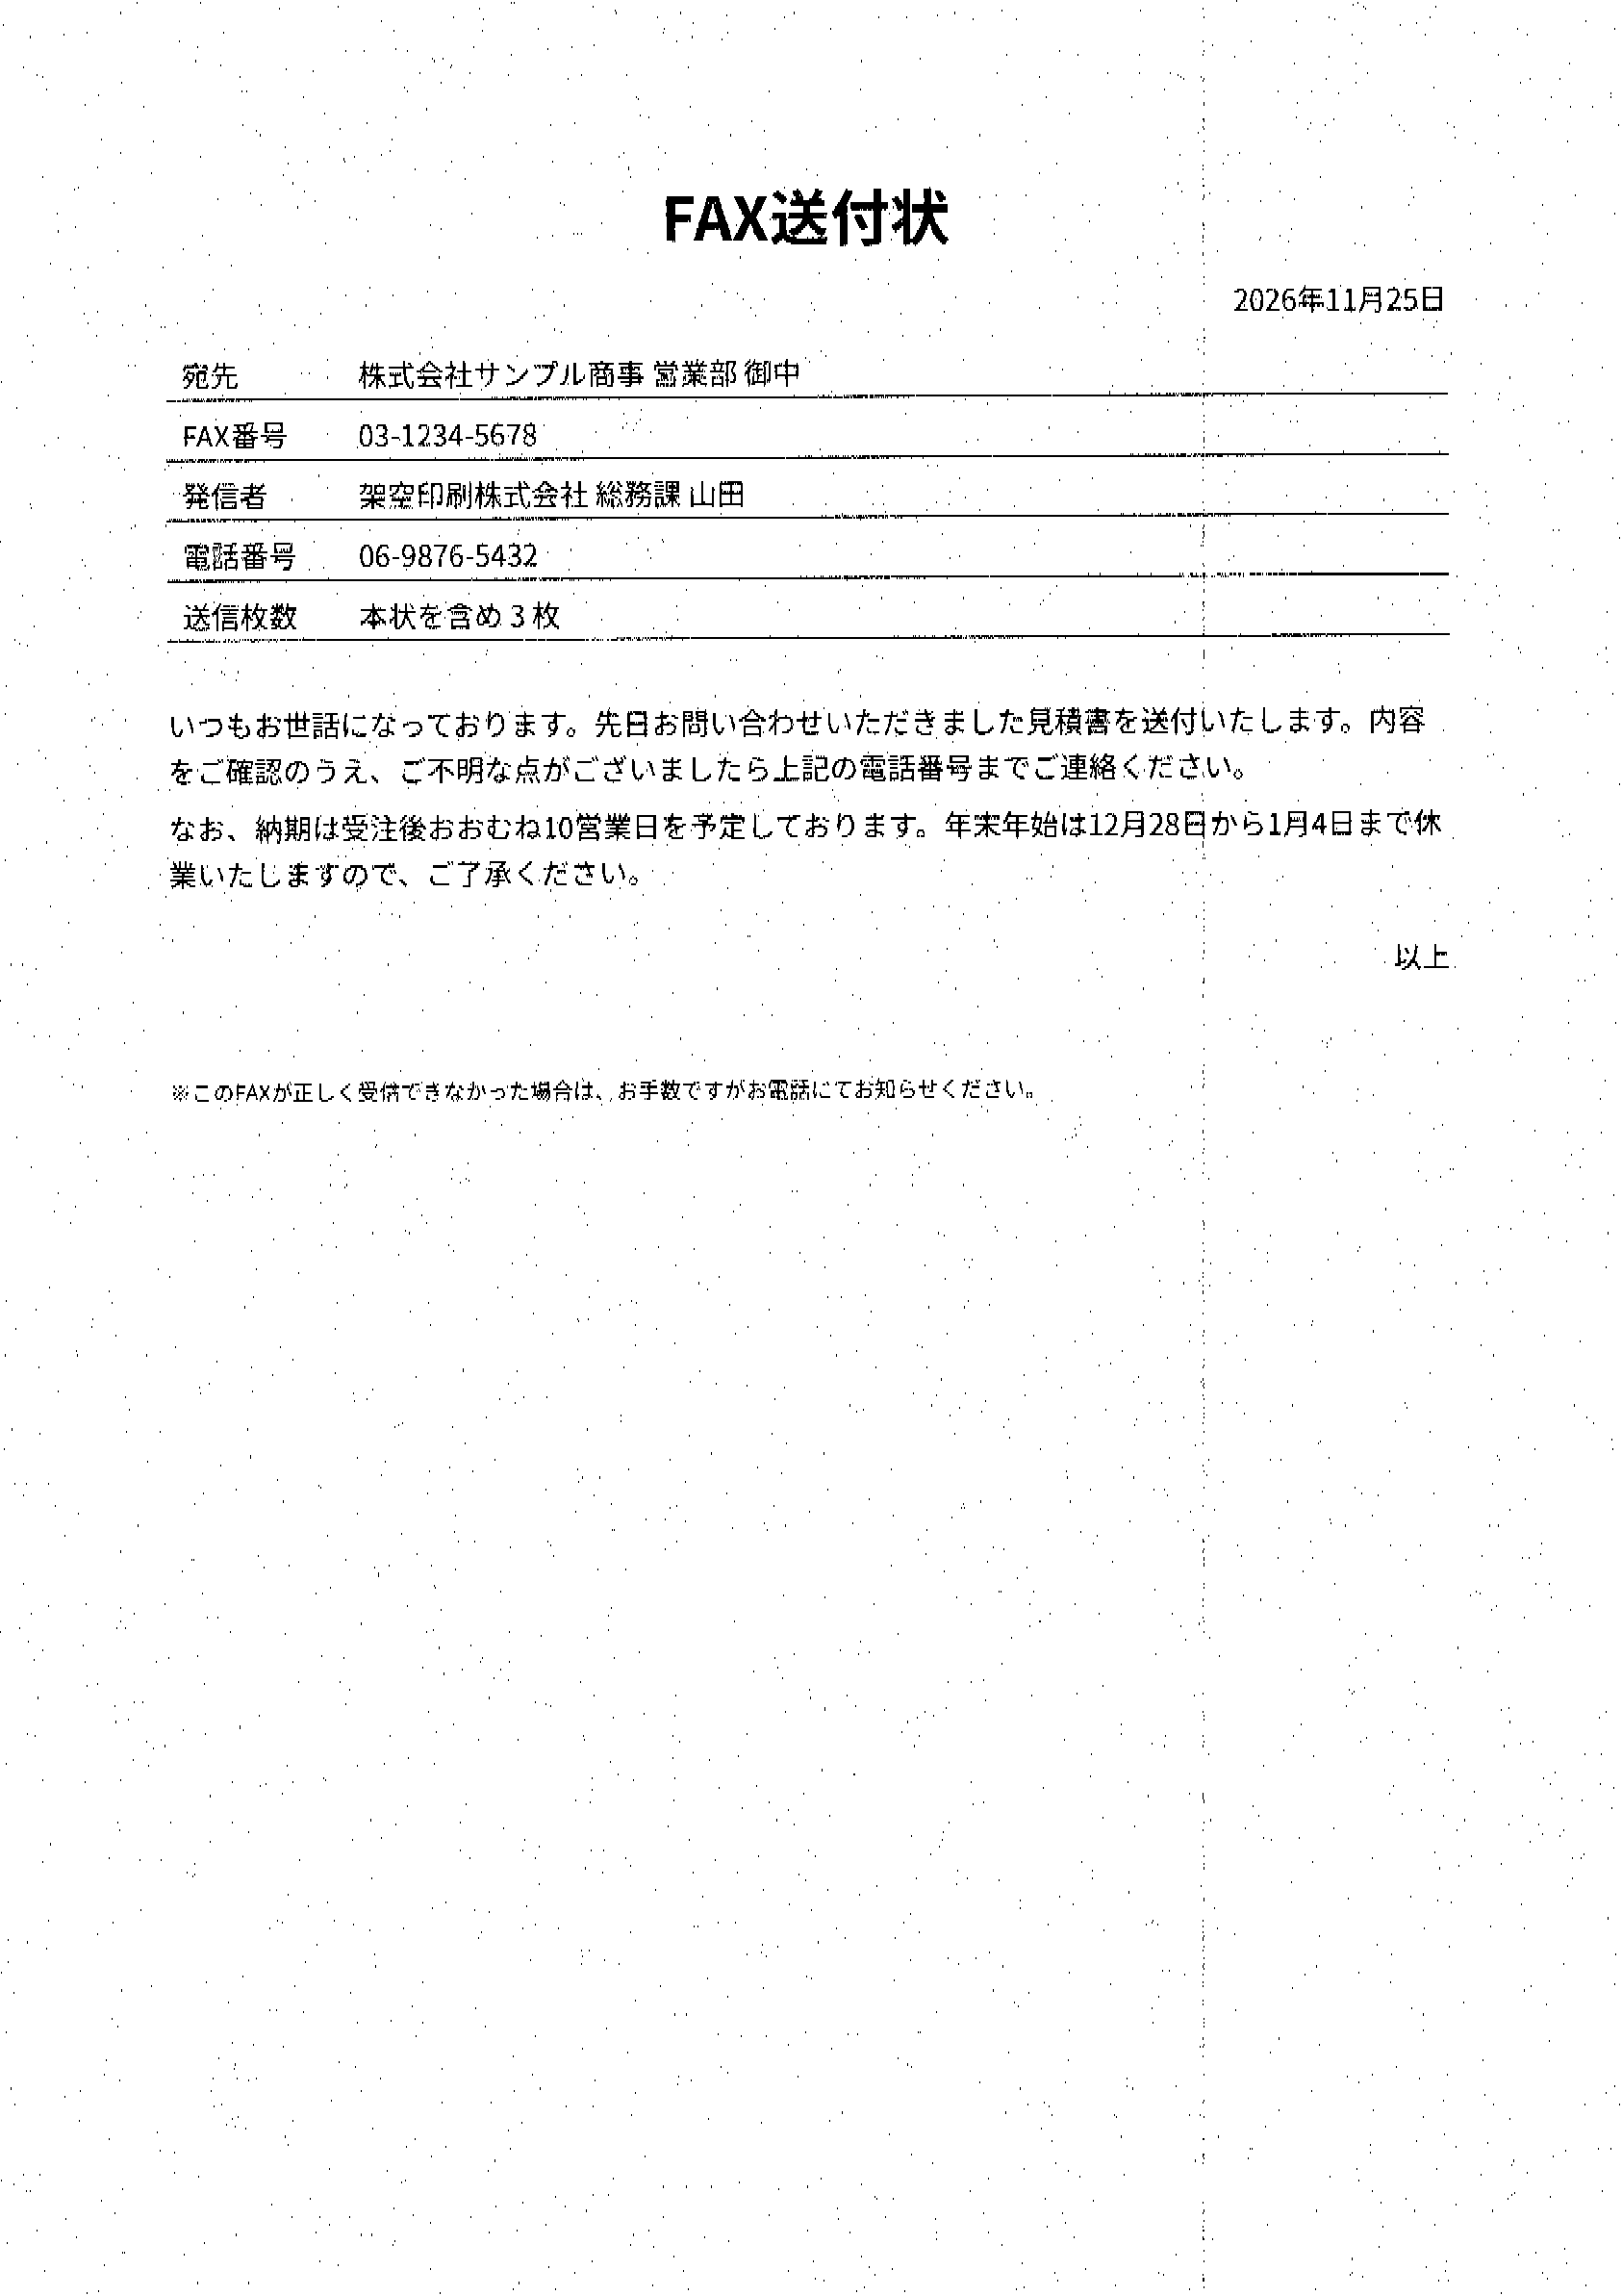 FAX送付状
2026年11月25日
宛先 株式会社サンプル商事 営業部 御中
FAX番号 03-1234-5678
発信者 架空印刷株式会社 総務課 山田
電話番号 06-9876-5432
送信枚数 本状を含め 3 枚
いつもお世話になっております。先日お問い合わせいただきました見積書を送付いたします。内容
をご確認のうえ、ご不明な点がございましたら上記の電話番号までご連絡ください。
なお、納期は受注後おおむね10営業日を予定しております。年末年始は12月28日から1月4日まで休
業いたしますので、ご了承ください。
以上
※このFAXが正しく受信できなかった場合は、お手数ですがお電話にてお知らせください。